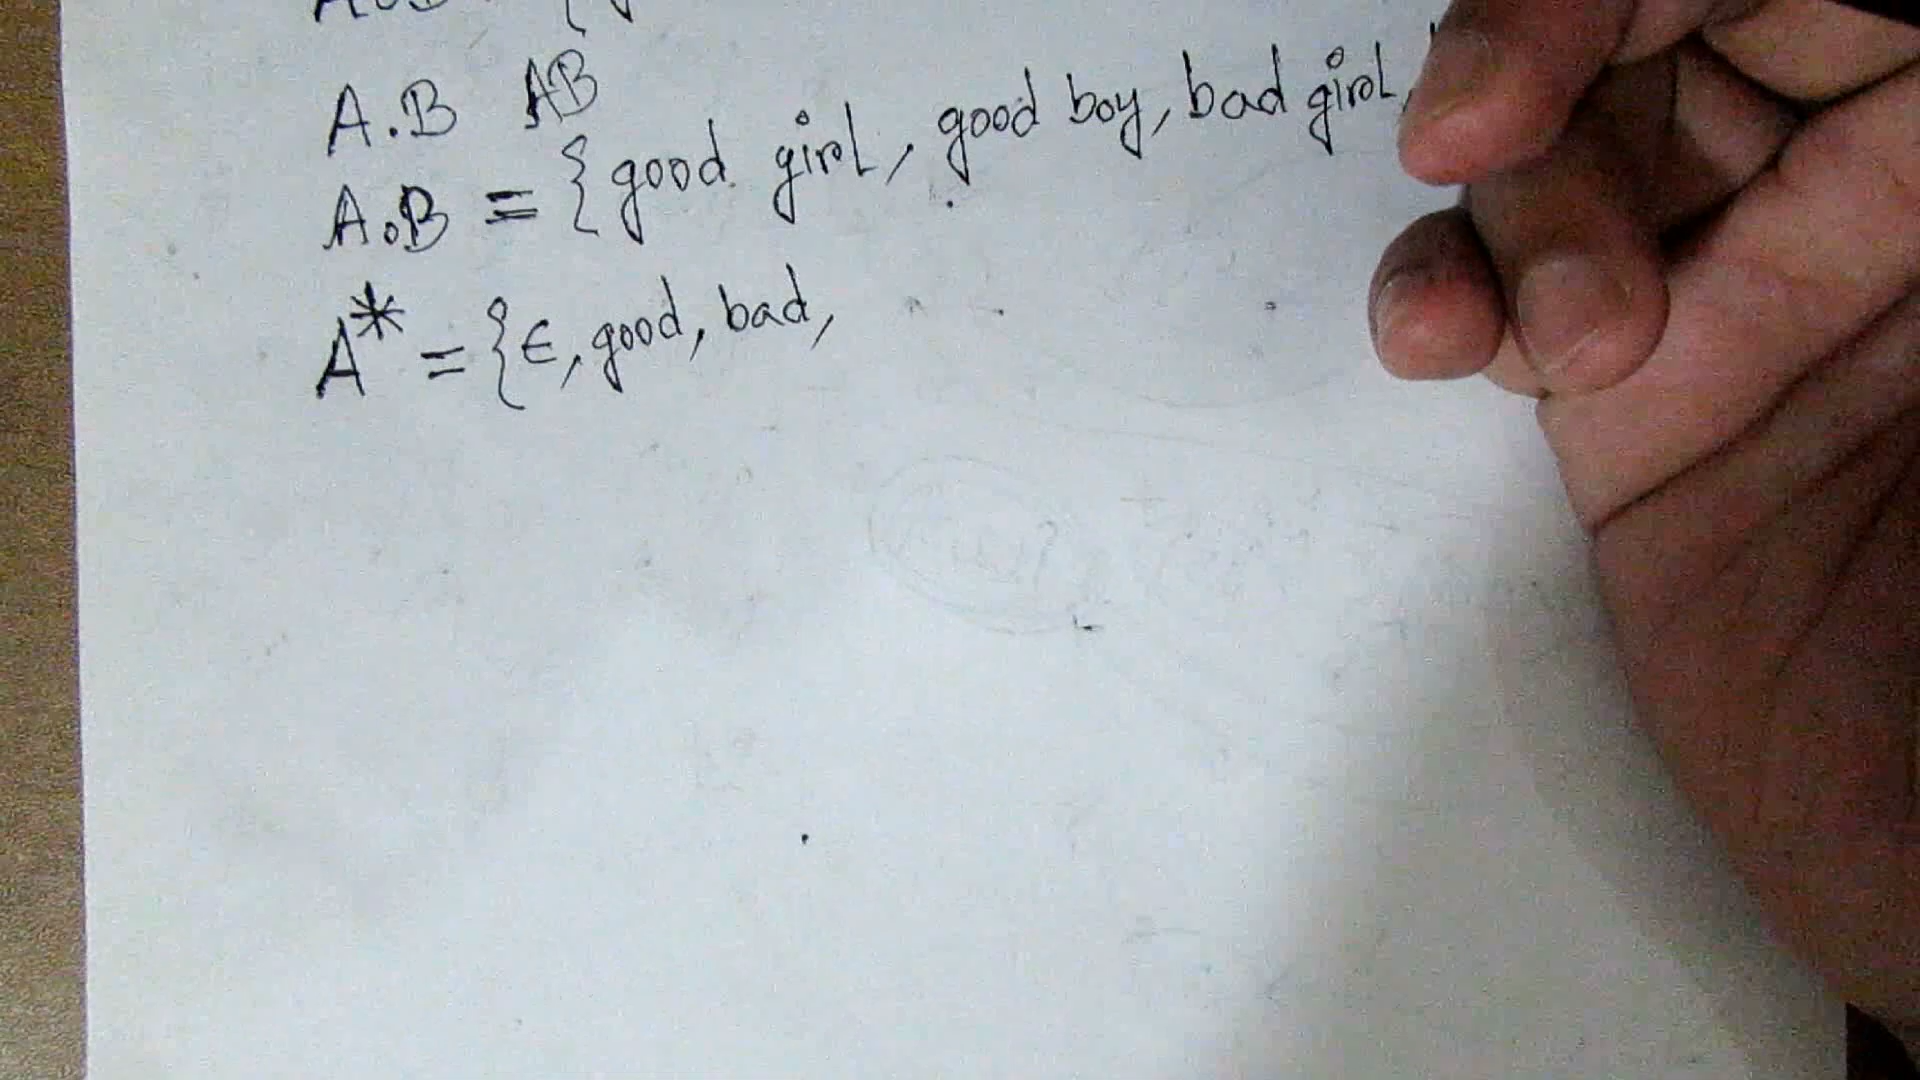 A.B AB
A∘B = {good girl, good boy, bad girl,
A* = {ϵ, good, bad,